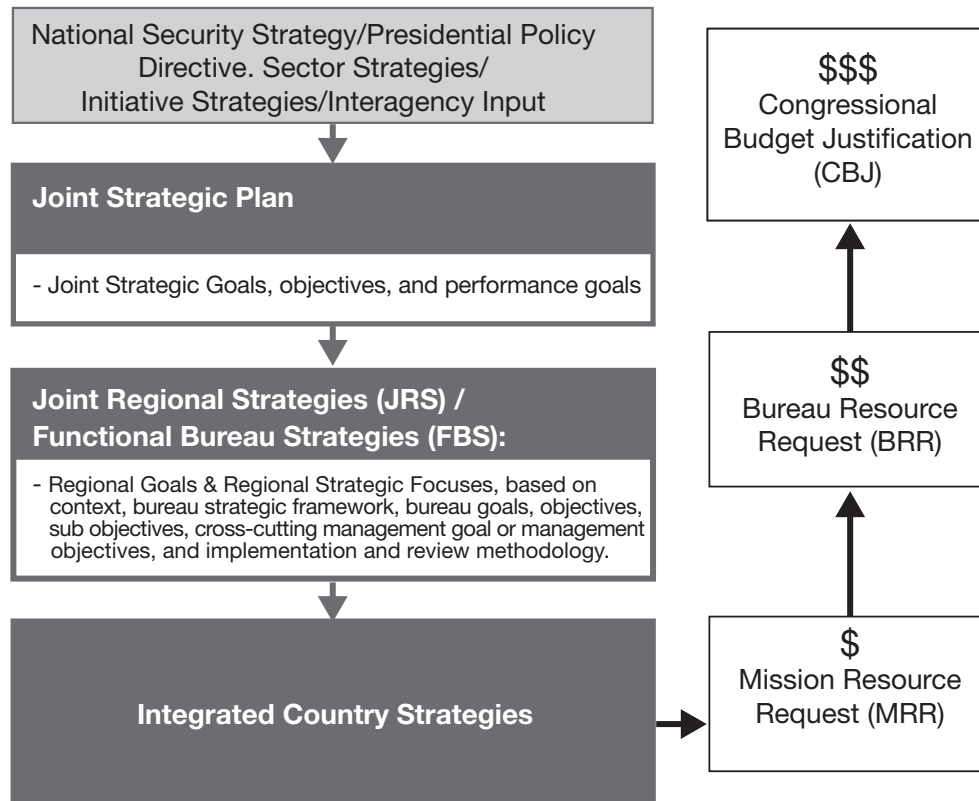 National Security Strategy/Presidential Policy
Directive. Sector Strategies/
Initiative Strategies/Interagency Input
Joint Strategic Plan
- Joint Strategic Goals, objectives, and performance goals
Joint Regional Strategies (JRS) /
Functional Bureau Strategies (FBS):
- Regional Goals & Regional Strategic Focuses, based on
context, bureau strategic framework, bureau goals, objectives,
sub objectives, cross-cutting management goal or management
objectives, and implementation and review methodology.
Integrated Country Strategies
$$$
Congressional
Budget Justification
(CBJ)
$$
Bureau Resource
Request (BRR)
$
Mission Resource
Request (MRR)